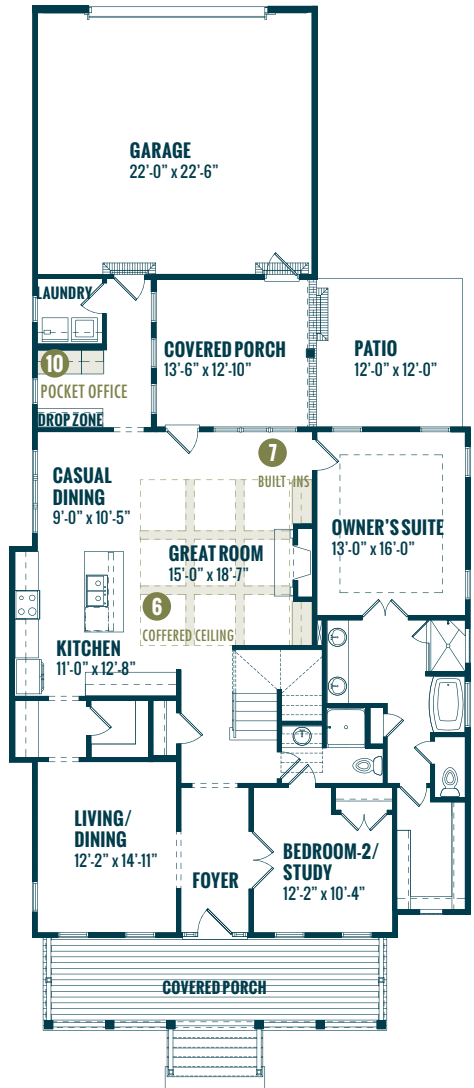 GARAGE
22'-0" x 22'-6"
LAUNDRY
10
POCKET OFFICE
DROP ZONE
COVERED PORCH
13'-6" x 12'-10"
PATIO
12'-0" x 12'-0"
7
BUILT-INS
CASUAL
DINING
9'-0" x 10'-5"
OWNER'S SUITE
13'-0" x 16'-0"
GREAT ROOM
15'-0" x 18'-7"
6
COFFERED CEILING
KITCHEN
11'-0" x 12'-8"
LIVING/
DINING
12'-2" x 14'-11"
FOYER
BEDROOM-2/
STUDY
12'-2" x 10'-4"
COVERED PORCH